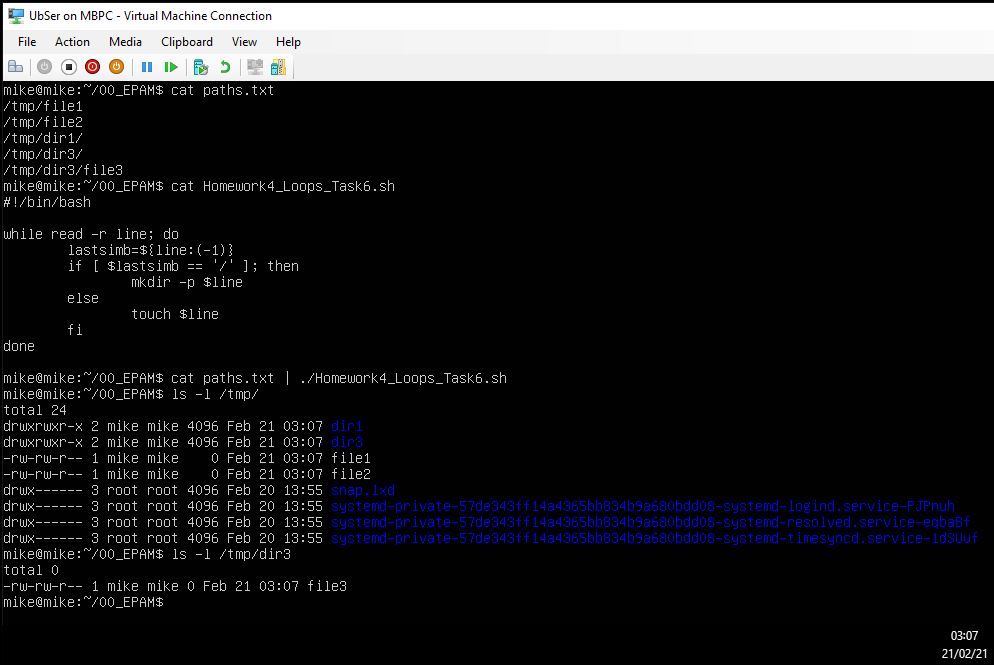 UbSer on MBPC - Virtual Machine Connection
File Action Media Clipboard View Help
mike@mike:~/00_EPAM$ cat paths.txt
/tmp/file1
/tmp/file2
/tmp/dir1/
/tmp/dir3/
/tmp/dir3/file3
mike@mike:~/00_EPAM$ cat Homework4_Loops_Task6.sh
#!/bin/bash
while read -r line; do
lastsimb=${line:(-1)}
if [ $lastsimb == '/' ]; then
mkdir -p $line
else
touch $line
fi
done
mike@mike:~/00_EPAM$ cat paths.txt | ./Homework4_Loops_Task6.sh
mike@mike:~/00_EPAM$ ls -l /tmp/
total 24
drwxrwxr-x 2 mike mike 4096 Feb 21 03:07 dir1
drwxrwxr-x 2 mike mike 4096 Feb 21 03:07 dir3
-rw-rw-r-- 1 mike mike 0 Feb 21 03:07 file1
-rw-rw-r-- 1 mike mike 0 Feb 21 03:07 file2
drwx------ 3 root root 4096 Feb 20 13:55 snap.lxd
drwx------ 3 root root 4096 Feb 20 13:55 systemd-private-57de343ff14a4365bb834b9a680bdd08-systemd-logind.service-PJPnuh
drwx------ 3 root root 4096 Feb 20 13:55 systemd-private-57de343ff14a4365bb834b9a680bdd08-systemd-resolved.service-eqbaBf
drwx------ 3 root root 4096 Feb 20 13:55 systemd-private-57de343ff14a4365bb834b9a680bdd08-systemd-timesyncd.service-1dSUuf
mike@mike:~/00_EPAM$ ls -l /tmp/dir3
total 0
-rw-rw-r-- 1 mike mike 0 Feb 21 03:07 file3
mike@mike:~/00_EPAM$
03:07
21/02/21